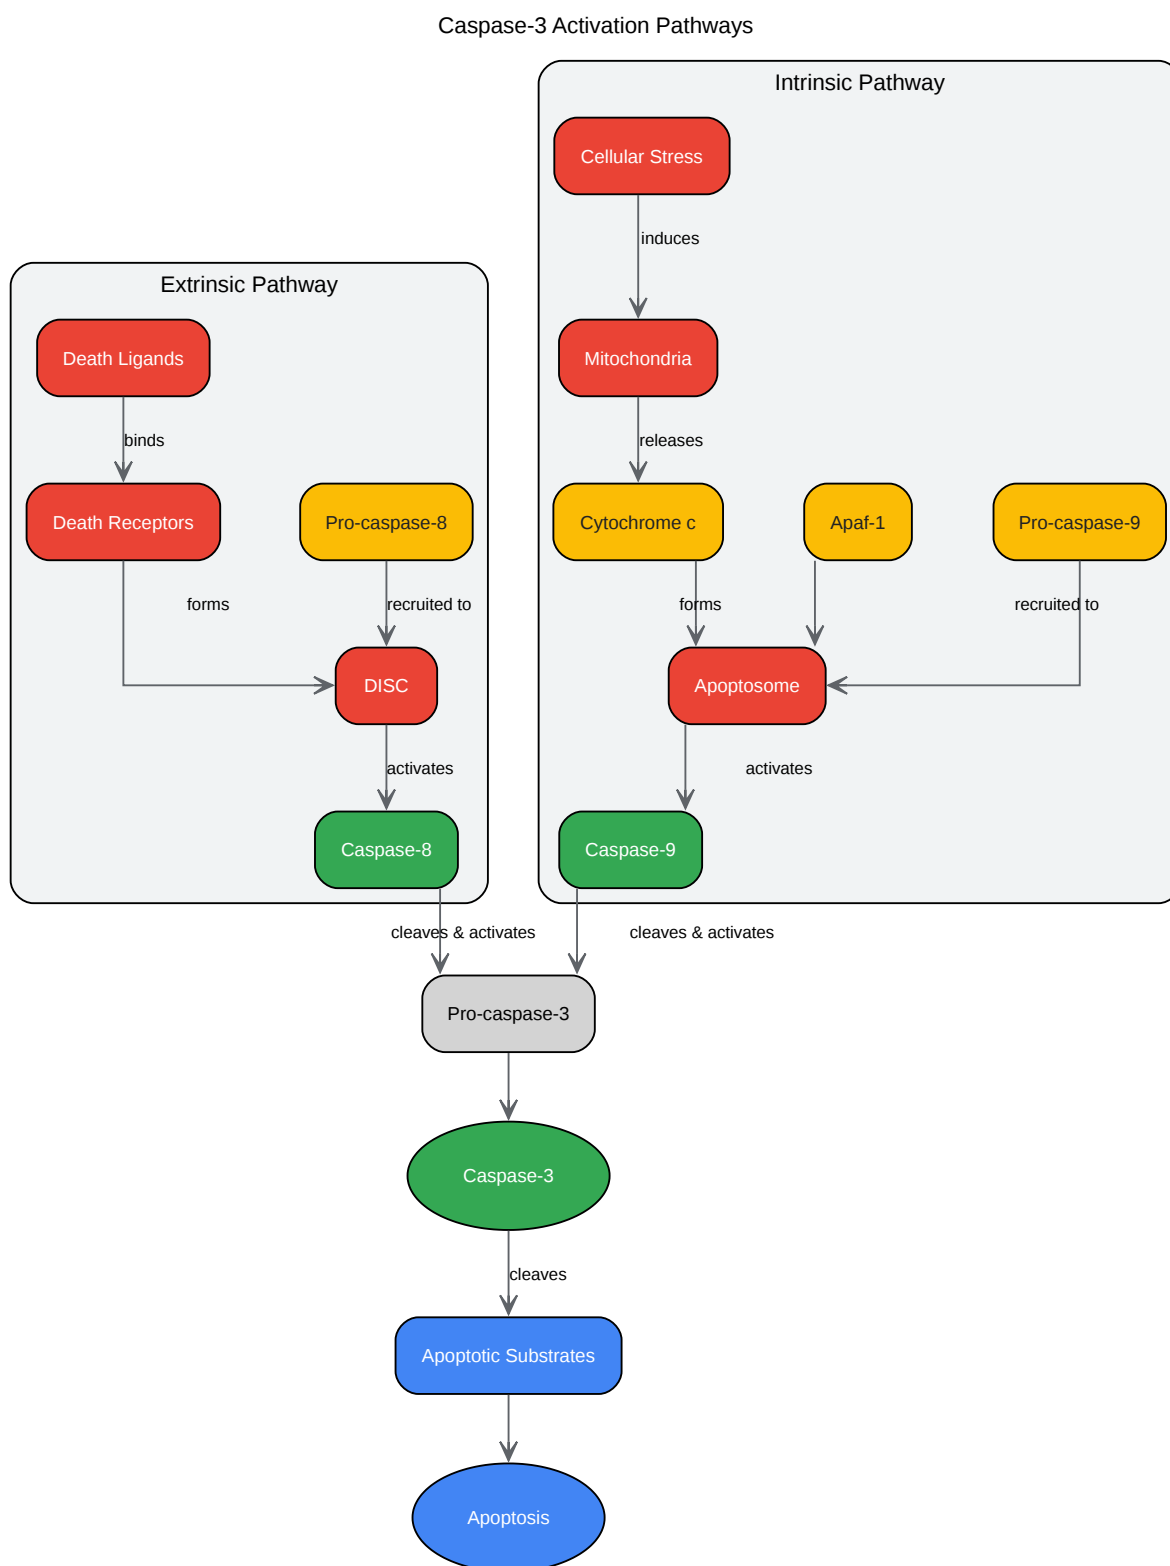 Caspase-3 Activation Pathways
Intrinsic Pathway
Cellular Stress
induces
Extrinsic Pathway
Death Ligands
Mitochondria
binds
releases
Death Receptors
Pro-caspase-8
Cytochrome c
Apaf-1
Pro-caspase-9
forms
recruited to
forms
recruited to
DISC
Apoptosome
activates
activates
Caspase-8
Caspase-9
cleaves & activates
cleaves & activates
Pro-caspase-3
Caspase-3
cleaves
Apoptotic Substrates
Apoptosis